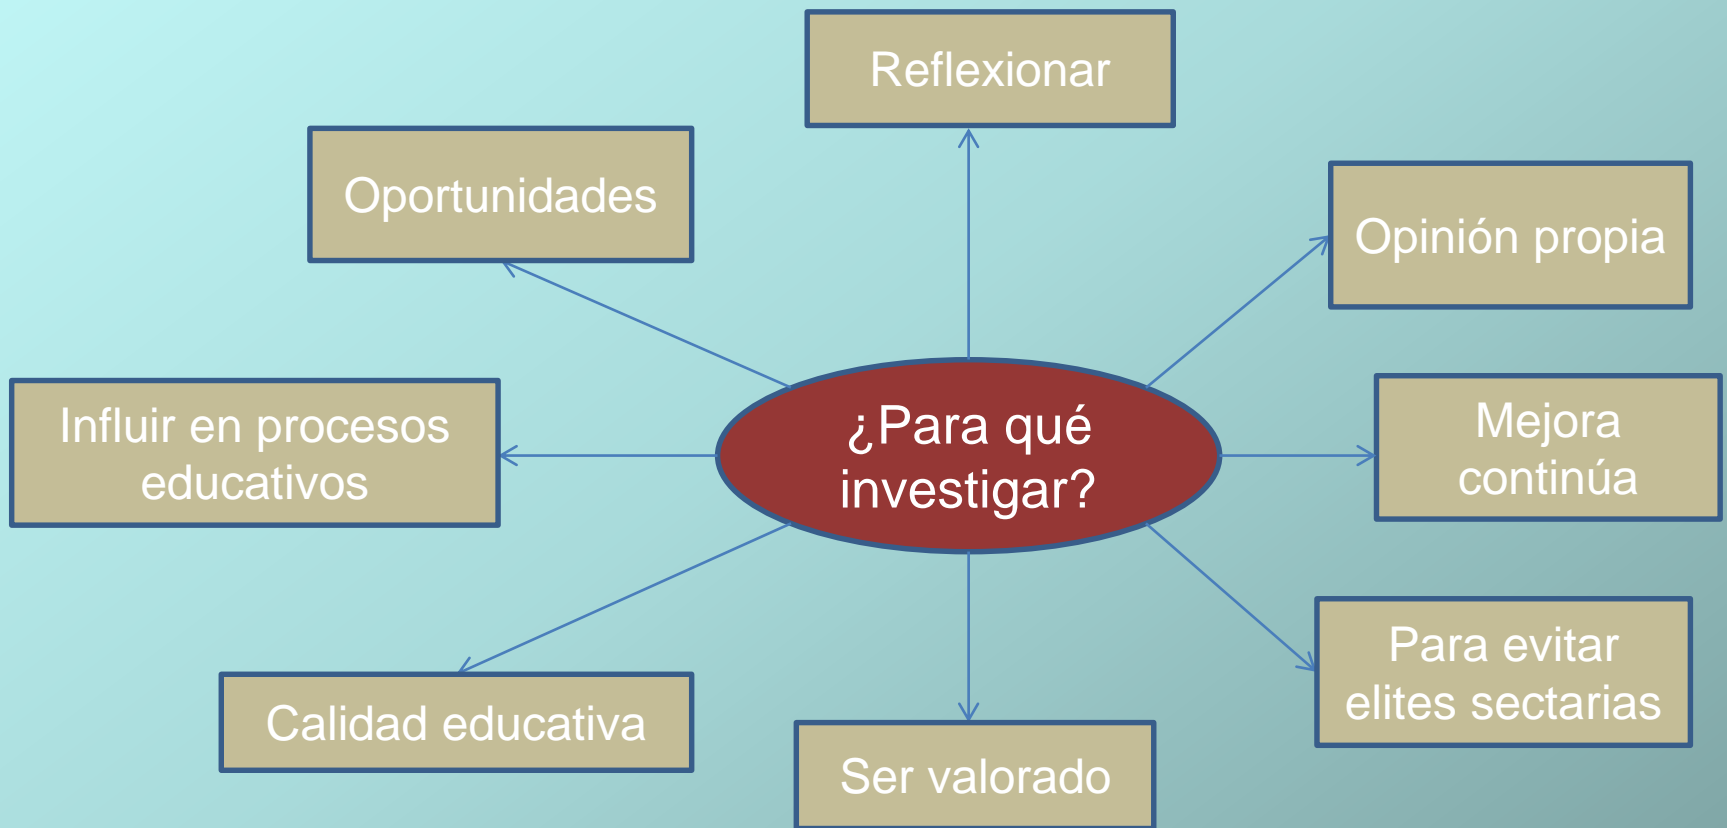 Reflexionar
Oportunidades
Opinión propia
Influir en procesos
educativos
¿Para qué
investigar?
Mejora
continúa
Para evitar
elites sectarias
Calidad educativa
Ser valorado